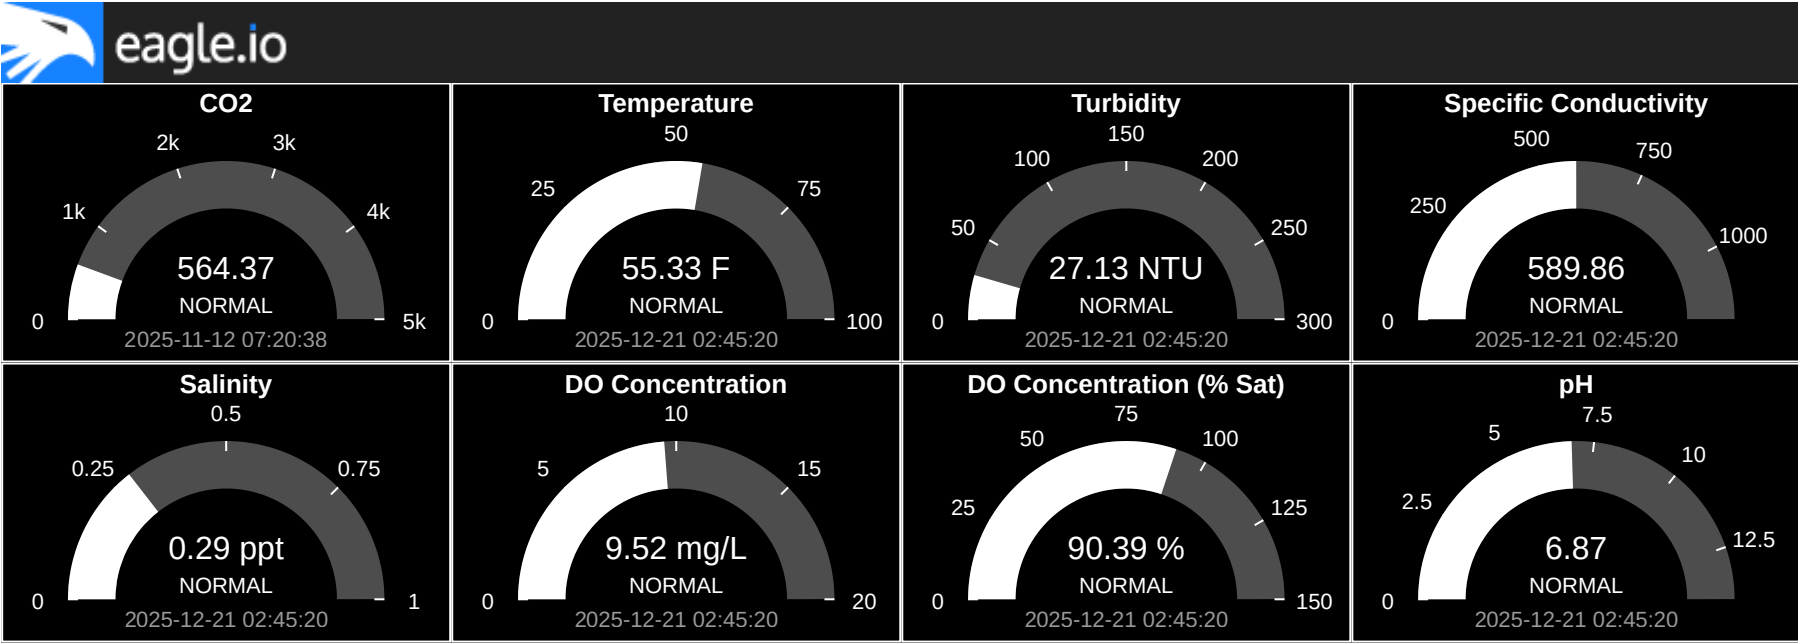 eagle.io
CO2
0
1k
2k
3k
4k
5k
564.37
NORMAL
2025-11-12 07:20:38
Temperature
0
25
50
75
100
55.33 F
NORMAL
2025-12-21 02:45:20
Turbidity
0
50
100
150
200
250
300
27.13 NTU
NORMAL
2025-12-21 02:45:20
Specific Conductivity
0
250
500
750
1000
589.86
NORMAL
2025-12-21 02:45:20
Salinity
0
0.25
0.5
0.75
1
0.29 ppt
NORMAL
2025-12-21 02:45:20
DO Concentration
0
5
10
15
20
9.52 mg/L
NORMAL
2025-12-21 02:45:20
DO Concentration (% Sat)
0
25
50
75
100
125
150
90.39 %
NORMAL
2025-12-21 02:45:20
pH
0
2.5
5
7.5
10
12.5
6.87
NORMAL
2025-12-21 02:45:20